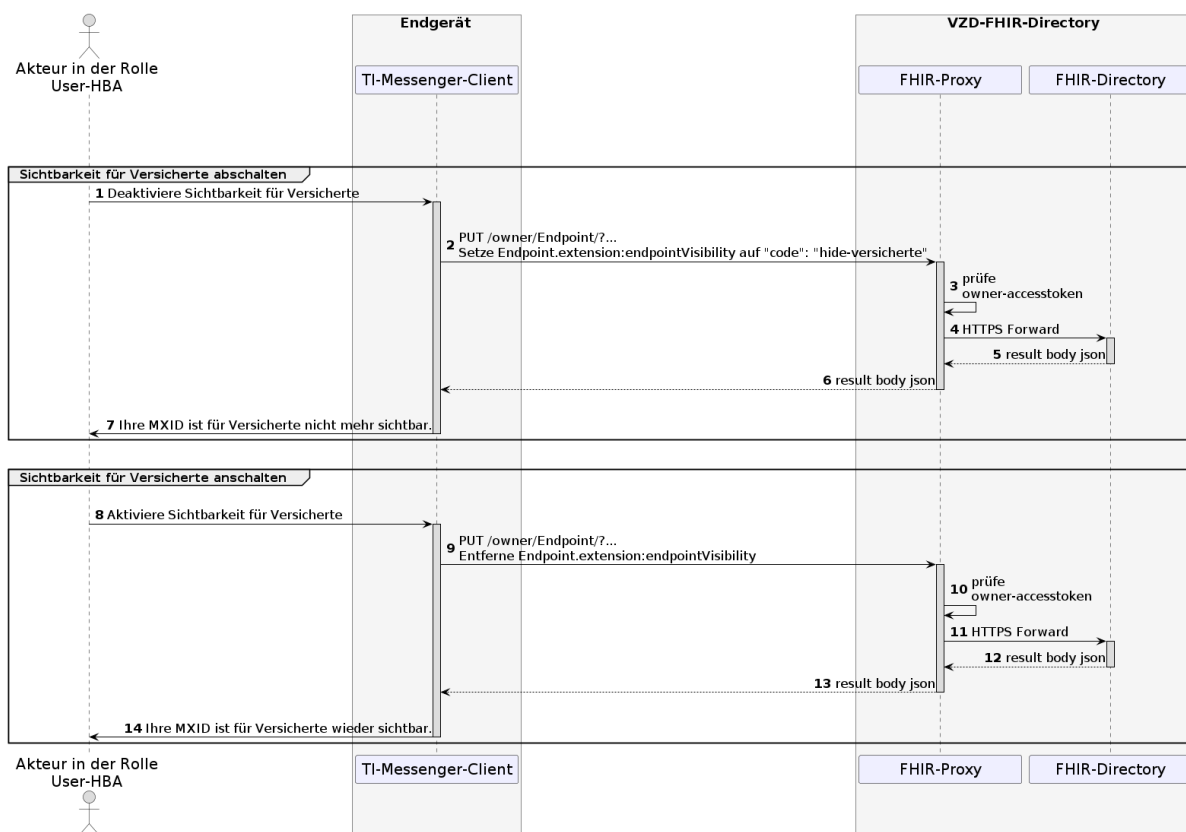 Endgerät
VZD-FHIR-Directory
Akteur in der Rolle
User-HBA
TI-Messenger-Client
FHIR-Proxy
FHIR-Directory
Sichtbarkeit für Versicherte abschalten
1 Deaktiviere Sichtbarkeit für Versicherte
2 PUT /owner/Endpoint/?...
Setze Endpoint.extension:endpointVisibility auf "code": "hide-versicherte"
3 prüfe
owner-accesstoken
4 HTTPS Forward
5 result body json
6 result body json
7 Ihre MXID ist für Versicherte nicht mehr sichtbar.
Sichtbarkeit für Versicherte anschalten
8 Aktiviere Sichtbarkeit für Versicherte
9 PUT /owner/Endpoint/?...
Entferne Endpoint.extension:endpointVisibility
10 prüfe
owner-accesstoken
11 HTTPS Forward
12 result body json
13 result body json
14 Ihre MXID ist für Versicherte wieder sichtbar.
Akteur in der Rolle
User-HBA
TI-Messenger-Client
FHIR-Proxy
FHIR-Directory